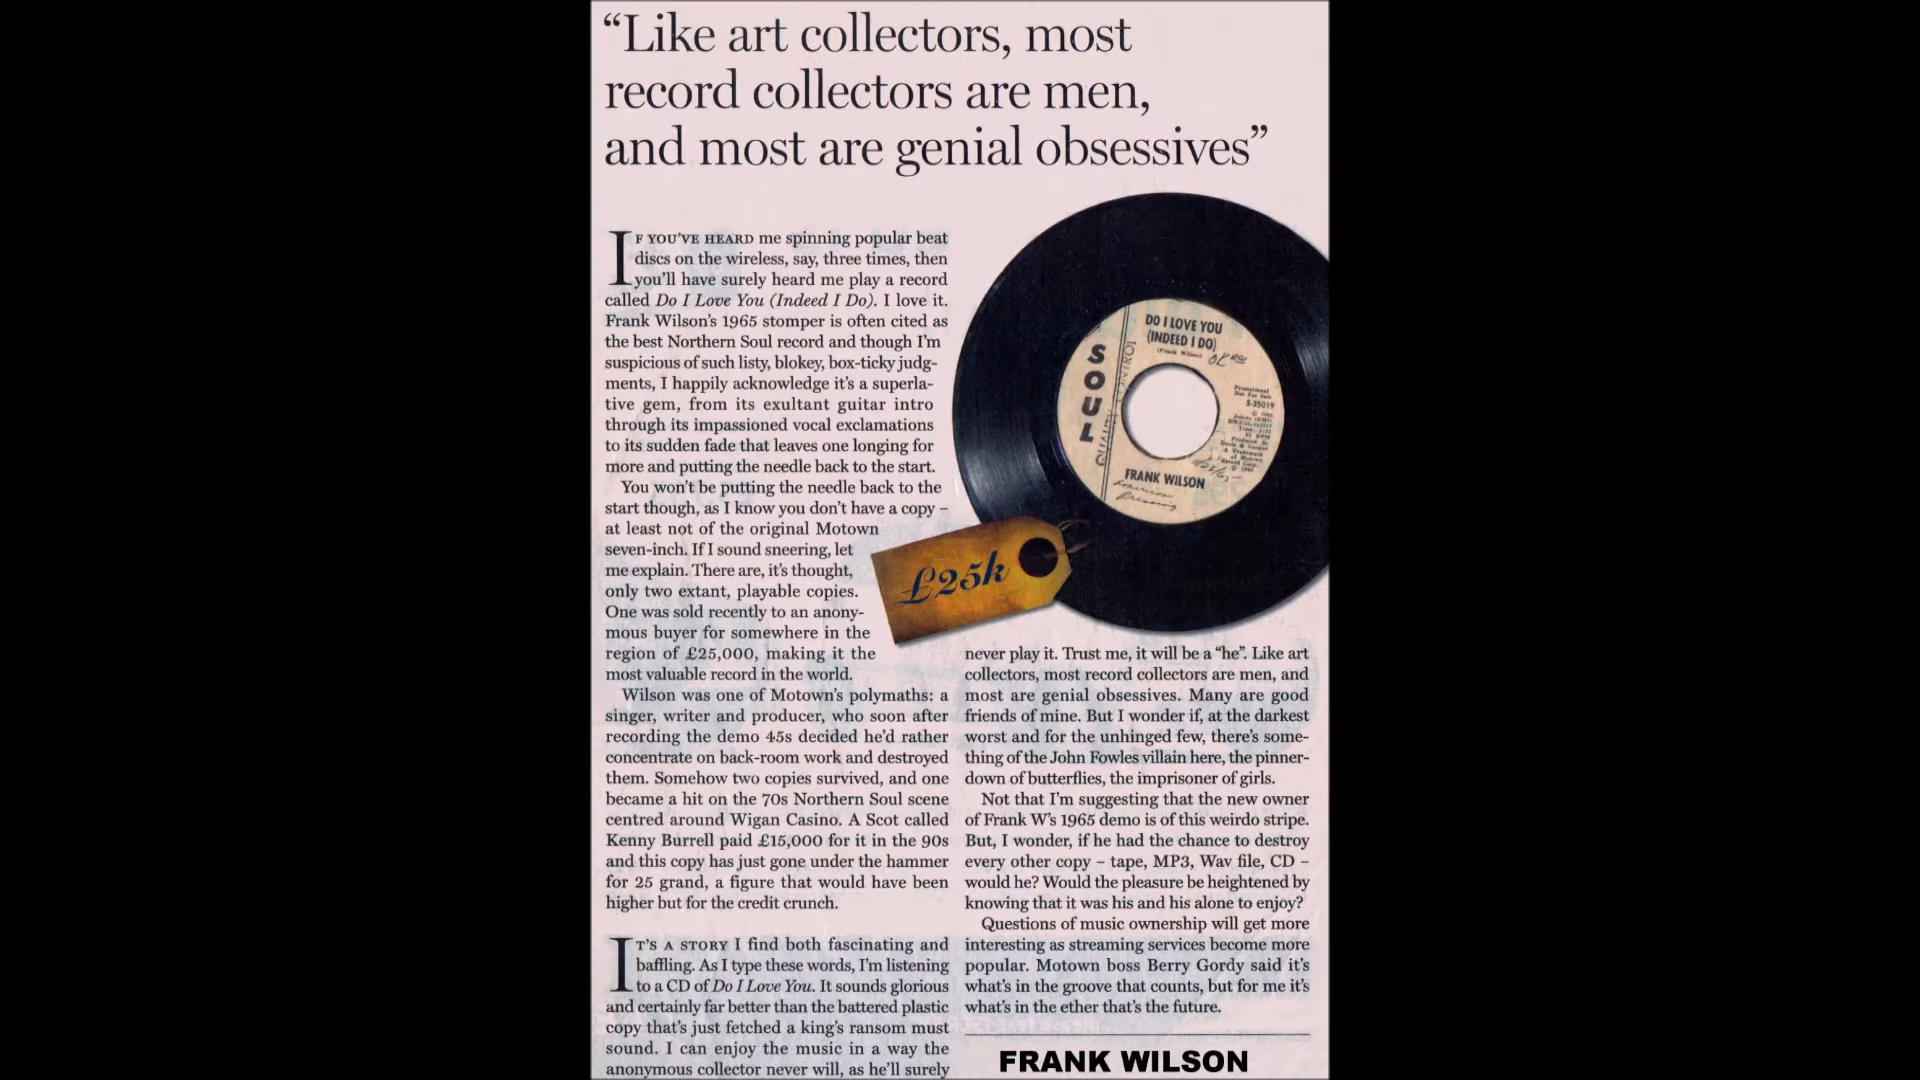 “Like art collectors, most
record collectors are men,
and most are genial obsessives”
IF YOU’VE HEARD me spinning popular beat
discs on the wireless, say, three times, then
you’ll have surely heard me play a record
called Do I Love You (Indeed I Do). I love it.
Frank Wilson’s 1965 stomper is often cited as
the best Northern Soul record and though I’m
suspicious of such listy, blokey, box-ticky judg-
ments, I happily acknowledge it’s a superla-
tive gem, from its exultant guitar intro
through its impassioned vocal exclamations
to its sudden fade that leaves one longing for
more and putting the needle back to the start.
You won’t be putting the needle back to the
start though, as I know you don’t have a copy –
at least not of the original Motown
seven-inch. If I sound sneering, let
me explain. There are, it’s thought,
only two extant, playable copies.
One was sold recently to an anony-
mous buyer for somewhere in the
region of £25,000, making it the
most valuable record in the world.
Wilson was one of Motown’s polymaths: a
singer, writer and producer, who soon after
recording the demo 45s decided he’d rather
concentrate on back-room work and destroyed
them. Somehow two copies survived, and one
became a hit on the 70s Northern Soul scene
centred around Wigan Casino. A Scot called
Kenny Burrell paid £15,000 for it in the 90s
and this copy has just gone under the hammer
for 25 grand, a figure that would have been
higher but for the credit crunch.
IT’S A STORY I find both fascinating and
baffling. As I type these words, I’m listening
to a CD of Do I Love You. It sounds glorious
and certainly far better than the battered plastic
copy that’s just fetched a king’s ransom must
sound. I can enjoy the music in a way the
anonymous collector never will, as he’ll surely
DO I LOVE YOU
(INDEED I DO)
(Frank Wilson)
OK
SOUL
QUALITY CONTROL
Promotional
Not For Sale
S-35019
FRANK WILSON
American
Pressing
£25k
never play it. Trust me, it will be a “he”. Like art
collectors, most record collectors are men, and
most are genial obsessives. Many are good
friends of mine. But I wonder if, at the darkest
worst and for the unhinged few, there’s some-
thing of the John Fowles villain here, the pinner-
down of butterflies, the imprisoner of girls.
Not that I’m suggesting that the new owner
of Frank W’s 1965 demo is of this weirdo stripe.
But, I wonder, if he had the chance to destroy
every other copy – tape, MP3, Wav file, CD –
would he? Would the pleasure be heightened by
knowing that it was his and his alone to enjoy?
Questions of music ownership will get more
interesting as streaming services become more
popular. Motown boss Berry Gordy said it’s
what’s in the groove that counts, but for me it’s
what’s in the ether that’s the future.
FRANK WILSON